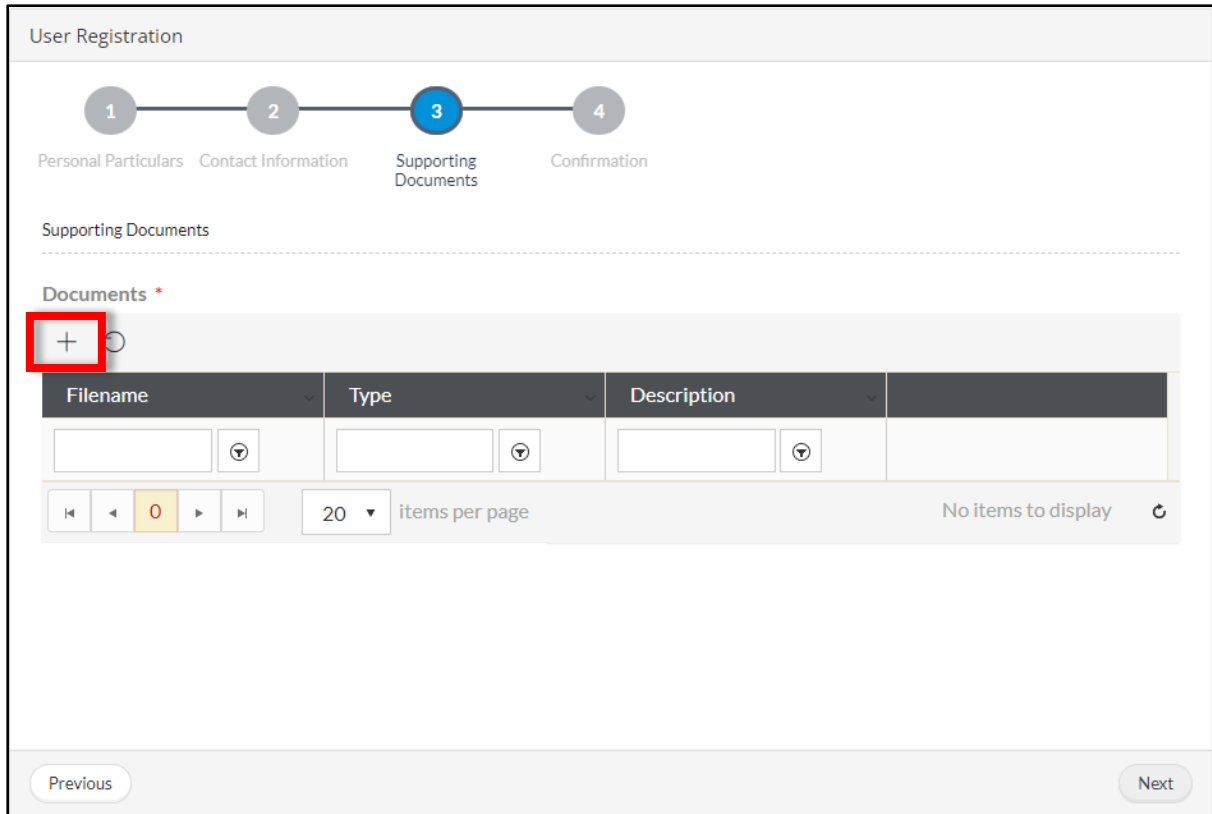 User Registration
1 2 3 4
Personal Particulars Contact Information Supporting Documents Confirmation
Supporting Documents
Documents *
Filename Type Description
0 20 items per page No items to display
Previous Next